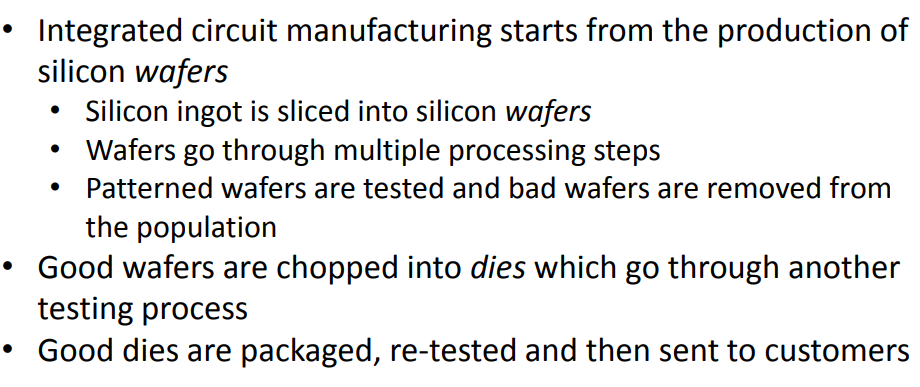 • Integrated circuit manufacturing starts from the production of
silicon wafers
• Silicon ingot is sliced into silicon wafers
• Wafers go through multiple processing steps
• Patterned wafers are tested and bad wafers are removed from
the population
• Good wafers are chopped into dies which go through another
testing process
• Good dies are packaged, re-tested and then sent to customers